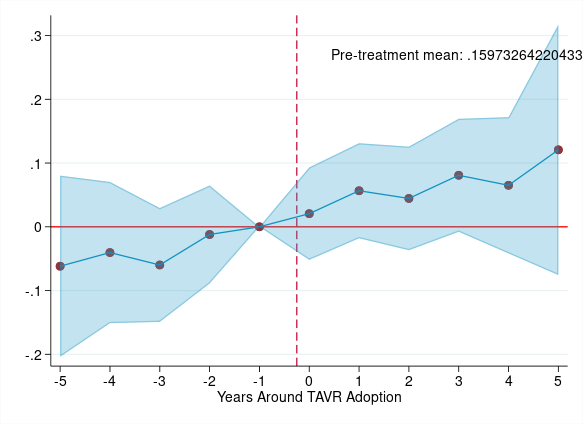 .3
Pre-treatment mean: .15973264220433
.2
.1
0
-.1
-.2
-5 -4 -3 -2 -1 0 1 2 3 4 5
Years Around TAVR Adoption